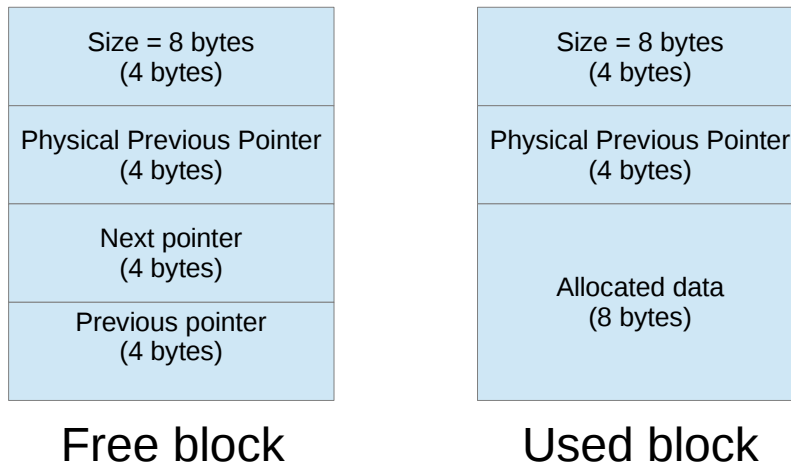 Size = 8 bytes
(4 bytes)
Physical Previous Pointer
(4 bytes)
Next pointer
(4 bytes)
Previous pointer
(4 bytes)
Free block
Size = 8 bytes
(4 bytes)
Physical Previous Pointer
(4 bytes)
Allocated data
(8 bytes)
Used block